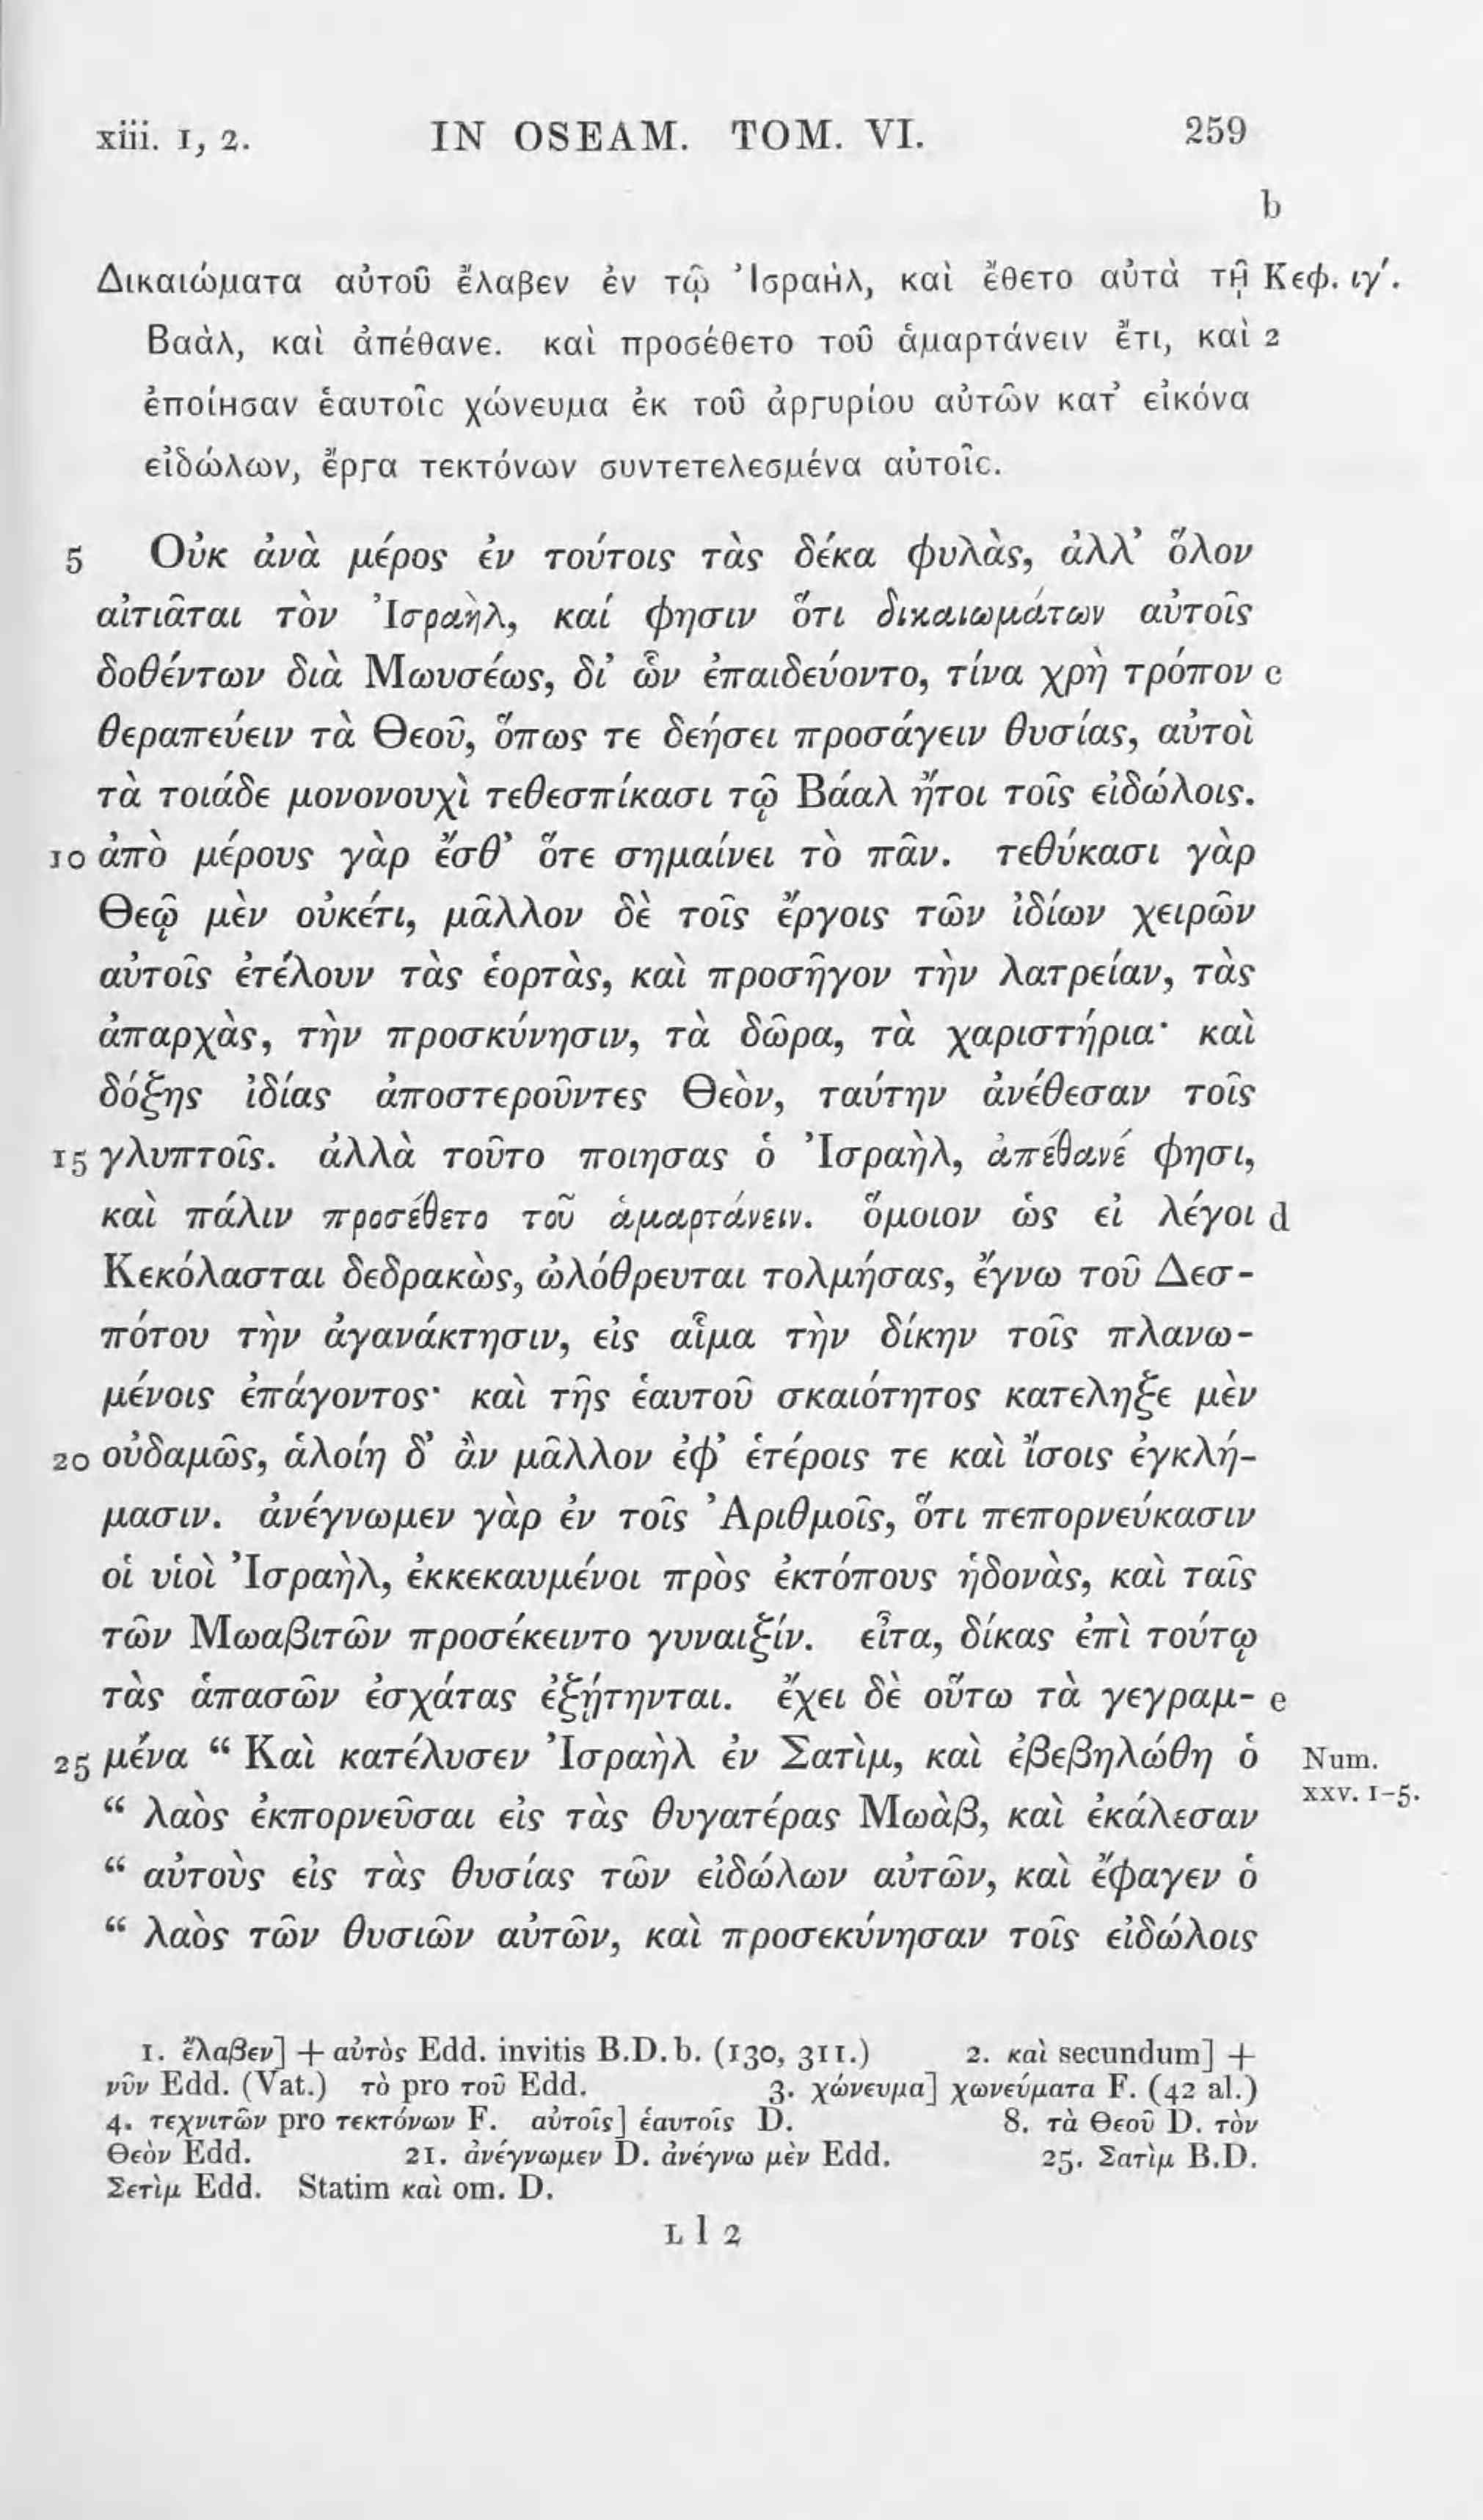 xiii. 1, 2. IN OSEAM. TOM. VI. 259
b
Δικαιώματα αὐτοῦ ἔλαβεν ἐν τῷ Ἰσραὴλ, καὶ ἔθετο αὐτὰ τῇ Κεφ. ιγ′.
Βαὰλ, καὶ ἀπέθανε. καὶ προσέθετο τοῦ ἁμαρτάνειν ἔτι, καὶ 2
ἐποίησαν ἑαυτοῖς χώνευμα ἐκ τοῦ ἀργυρίου αὐτῶν κατ’ εἰκόνα
εἰδώλων, ἔργα τεκτόνων συντετελεσμένα αὐτοῖς.
5 Οὐκ ἀνὰ μέρος ἐν τούτοις τὰς δέκα φυλὰς, ἀλλ’ ὅλον
αἰτιᾶται τὸν Ἰσραὴλ, καί φησιν ὅτι δικαιωμάτων αὐτοῖς
δοθέντων διὰ Μωυσέως, δι’ ὧν ἐπαιδεύοντο, τίνα χρὴ τρόπον c
θεραπεύειν τὰ Θεοῦ, ὅπως τε δεήσει προσάγειν θυσίας, αὐτοὶ
τὰ τοιάδε μονονουχὶ τεθεσπίκασι τῷ Βάαλ ἤτοι τοῖς εἰδώλοις.
10 ἀπὸ μέρους γὰρ ἔσθ’ ὅτε σημαίνει τὸ πᾶν. τεθύκασι γὰρ
Θεῷ μὲν οὐκέτι, μᾶλλον δὲ τοῖς ἔργοις τῶν ἰδίων χειρῶν
αὐτοῖς ἐτέλουν τὰς ἑορτὰς, καὶ προσῆγον τὴν λατρείαν, τὰς
ἀπαρχὰς, τὴν προσκύνησιν, τὰ δῶρα, τὰ χαριστήρια· καὶ
δόξης ἰδίας ἀποστεροῦντες Θεὸν, ταύτην ἀνέθεσαν τοῖς
15 γλυπτοῖς. ἀλλὰ τοῦτο ποιησας ὁ Ἰσραὴλ, ἀπέθανέ φησι,
καὶ πάλιν προσέθετο τοῦ ἁμαρτάνειν. ὅμοιον ὡς εἰ λέγοι d
Κεκόλασται δεδρακὼς, ὠλόθρευται τολμήσας, ἔγνω τοῦ Δεσ-
πότου τὴν ἀγανάκτησιν, εἰς αἷμα τὴν δίκην τοῖς πλανω-
μένοις ἐπάγοντος· καὶ τῆς ἑαυτοῦ σκαιότητος κατεληξε μὲν
20 οὐδαμῶς, ἁλοίη δ’ ἂν μᾶλλον ἐφ’ ἑτέροις τε καὶ ἴσοις ἐγκλή-
μασιν. ἀνέγνωμεν γὰρ ἐν τοῖς Ἀριθμοῖς, ὅτι πεπορνεύκασιν
οἱ υἱοὶ Ἰσραὴλ, ἐκκεκαυμένοι πρὸς ἐκτόπους ἡδονὰς, καὶ ταῖς
τῶν Μωαβιτῶν προσέκειντο γυναιξίν. εἶτα, δίκας ἐπὶ τούτῳ
τὰς ἁπασῶν ἐσχάτας ἐξῄτηνται. ἔχει δὲ οὕτω τὰ γεγραμ- e
25 μένα “ Καὶ κατέλυσεν Ἰσραὴλ ἐν Σατὶμ, καὶ ἐβεβηλώθη ὁ Num.
xxv. 1-5.
“ λαὸς ἐκπορνεῦσαι εἰς τὰς θυγατέρας Μωὰβ, καὶ ἐκάλεσαν
“ αὐτοὺς εἰς τὰς θυσίας τῶν εἰδώλων αὐτῶν, καὶ ἔφαγεν ὁ
“ λαὸς τῶν θυσιῶν αὐτῶν, καὶ προσεκύνησαν τοῖς εἰδώλοις
1. ἔλαβεν] + αὐτὸς Edd. invitis B.D.b. (130, 311.) 2. καὶ secundum] +
νῦν Edd. (Vat.) τὸ pro τοῦ Edd. 3. χώνευμα] χωνεύματα F. (42 al.)
4. τεχνιτῶν pro τεκτόνων F. αὐτοῖς] ἑαυτοῖς D. 8. τὰ Θεοῦ D. τὸν
Θεὸν Edd. 21. ἀνέγνωμεν D. ἀνέγνω μὲν Edd. 25. Σατὶμ B.D.
Σετὶμ Edd. Statim καὶ om. D.
L l 2